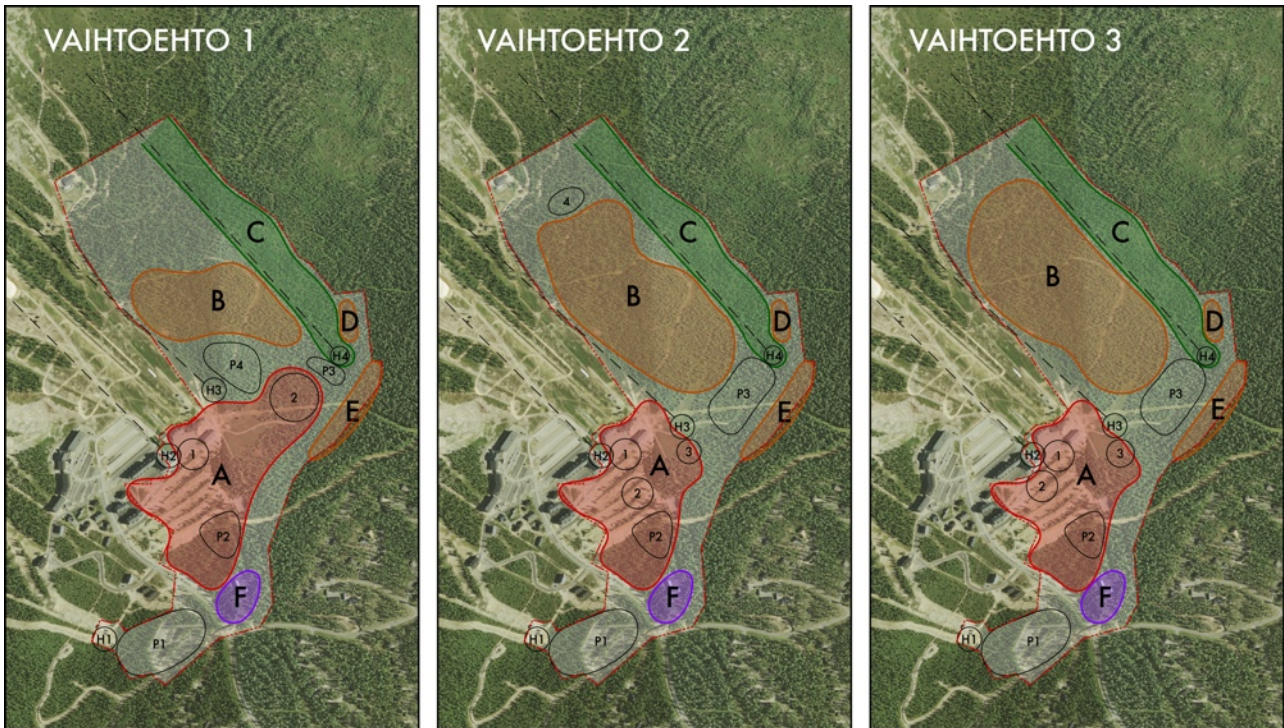 VAIHTOEHTO 1
C
B
D
H4
P4
P3
H3
2
E
H2
1
A
P2
F
H1
P1
VAIHTOEHTO 2
4
C
B
D
H4
P3
E
H3
H2
1
A
3
2
P2
F
H1
P1
VAIHTOEHTO 3
C
B
D
H4
P3
E
H3
H2
1
3
A
2
P2
F
H1
P1